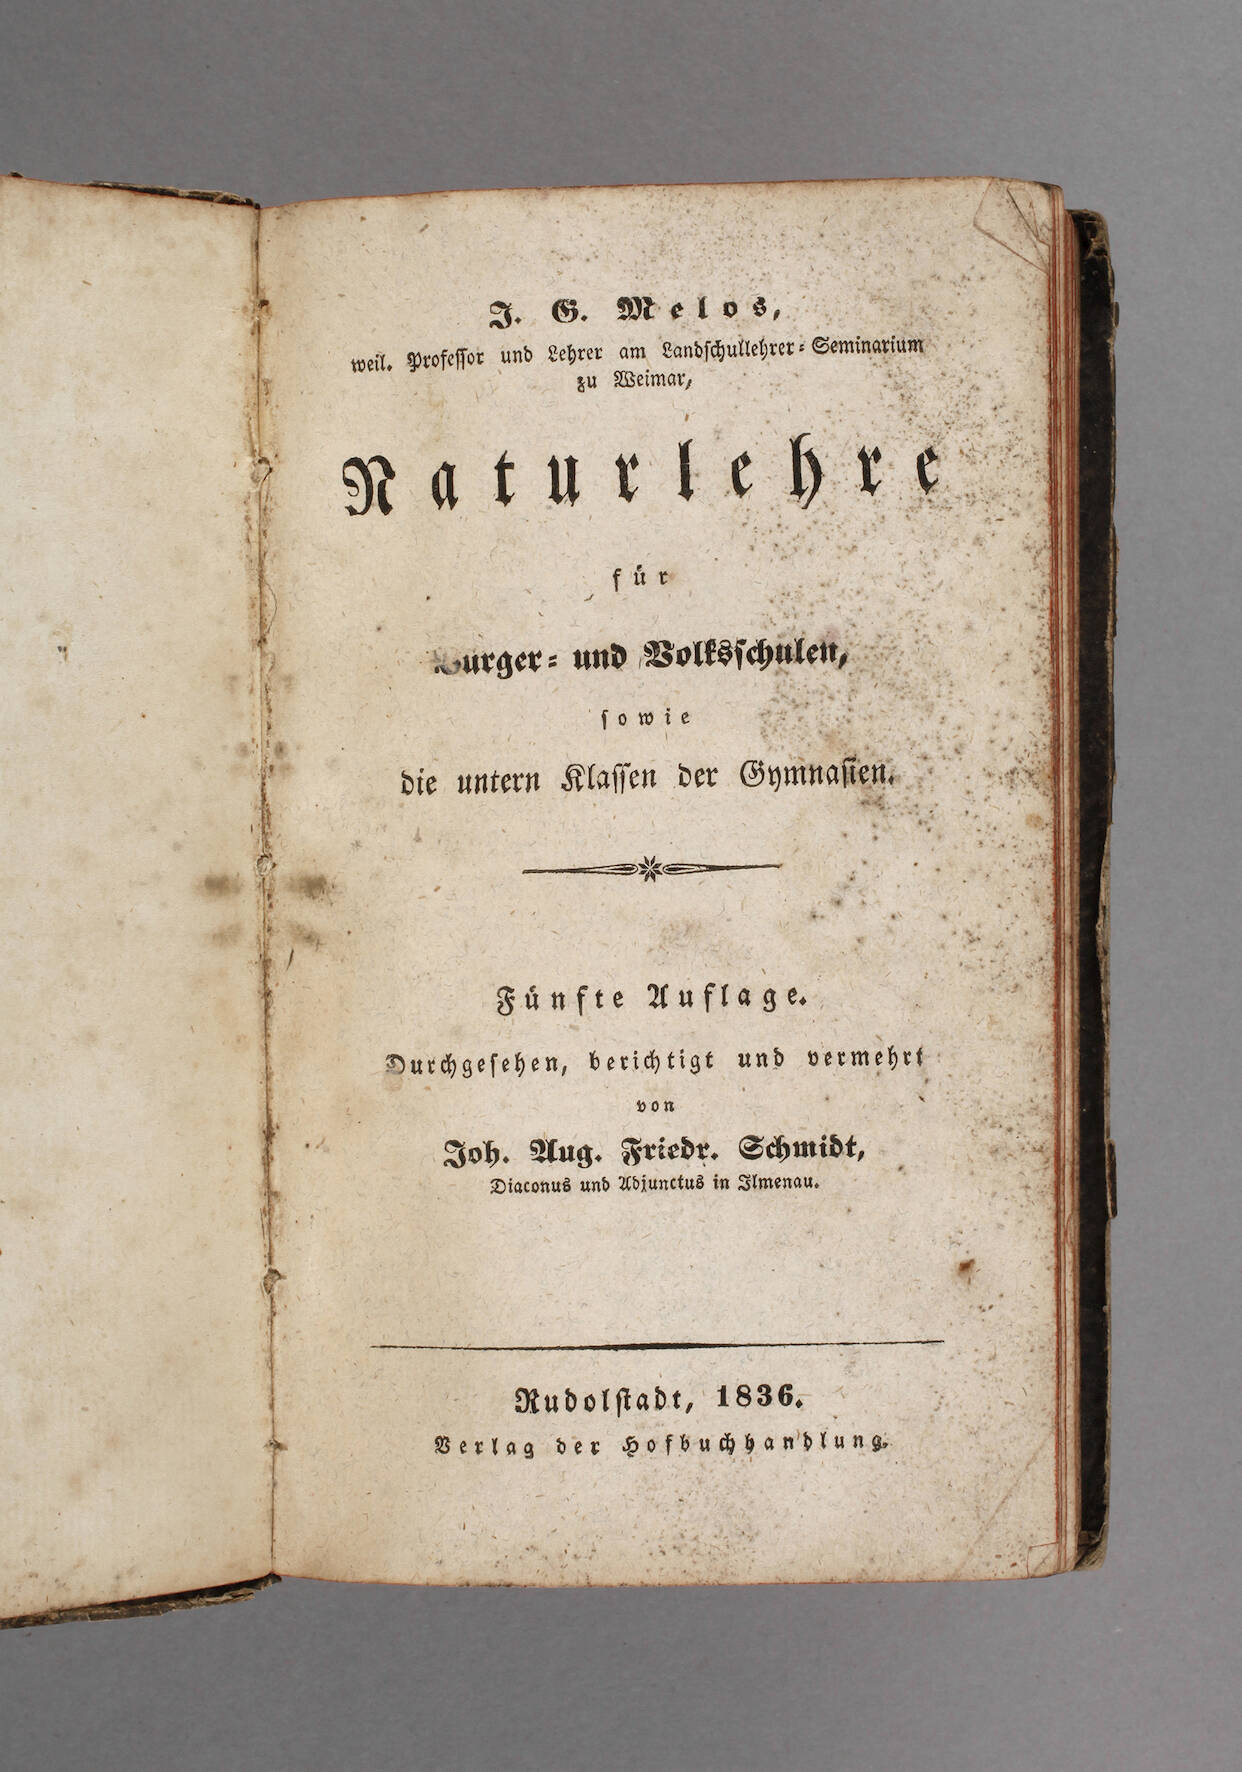 J. G. Melos,
weil. Professor und Lehrer am Landschullehrer-Seminarium
zu Weimar,
Naturlehre
für
Bürger- und Volksschulen,
sowie
die untern Klassen der Gymnasien.
Fünfte Auflage.
Durchgesehen, berichtigt und vermehrt
von
Joh. Aug. Friedr. Schmidt,
Diaconus und Adjunctus in Ilmenau.
Rudolstadt, 1836.
Verlag der Hofbuchhandlung.